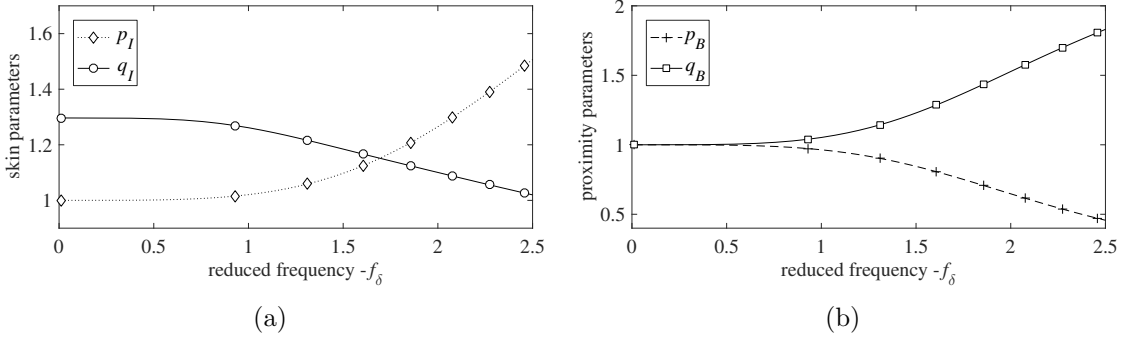 1.6
1.4
1.2
1
skin parameters
p_I
q_I
0 0.5 1 1.5 2 2.5
reduced frequency -f_δ
(a)
2
1.5
1
0.5
proximity parameters
p_B
q_B
0 0.5 1 1.5 2 2.5
reduced frequency -f_δ
(b)